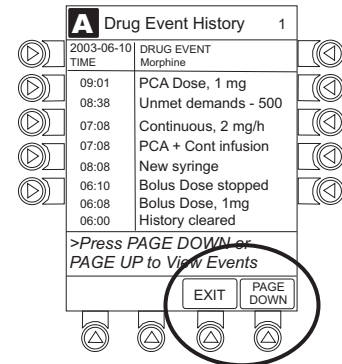 A Drug Event History 1
2003-06-10 DRUG EVENT
TIME Morphine
09:01 PCA Dose, 1 mg
08:38 Unmet demands - 500
07:08 Continuous, 2 mg/h
07:08 PCA + Cont infusion
08:08 New syringe
06:10 Bolus Dose stopped
06:08 Bolus Dose, 1mg
06:00 History cleared
>Press PAGE DOWN or
PAGE UP to View Events
EXIT PAGE
DOWN